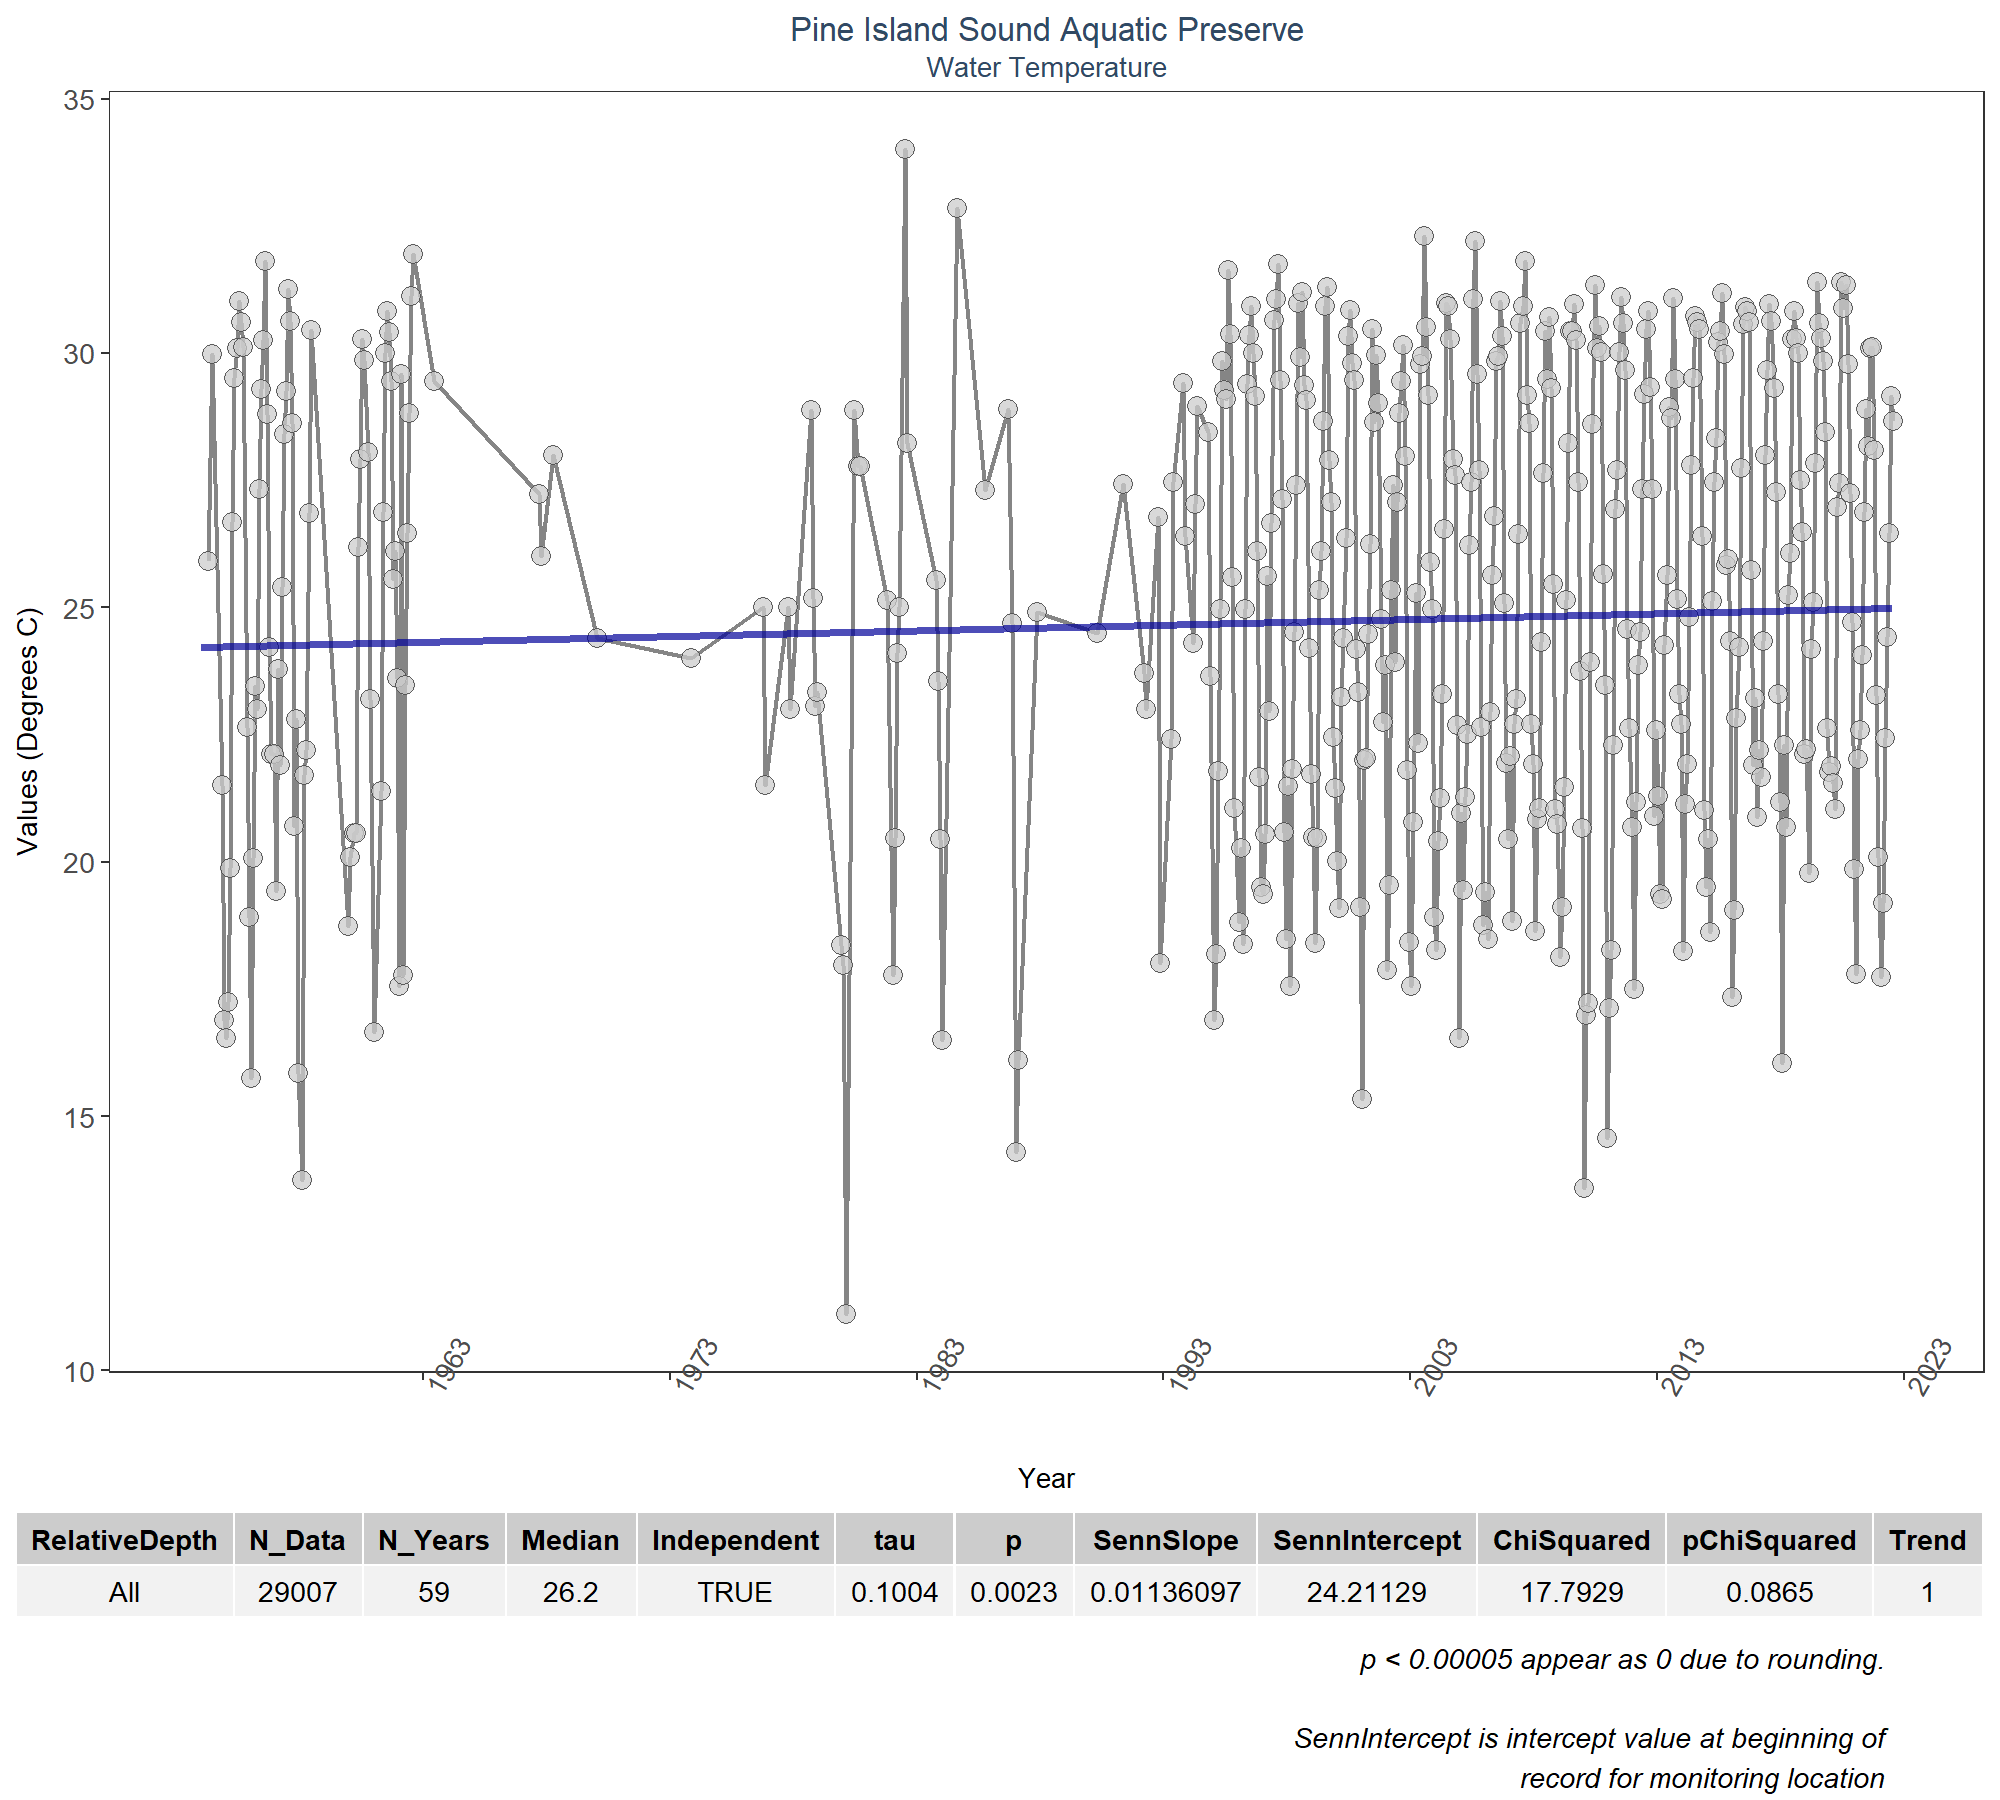 Pine Island Sound Aquatic Preserve
Water Temperature
Values (Degrees C)
35
30
25
20
15
10
1963
1973
1983
1993
2003
2013
2023
Year
RelativeDepth N_Data N_Years Median Independent tau p SennSlope SennIntercept ChiSquared pChiSquared Trend
All 29007 59 26.2 TRUE 0.1004 0.0023 0.01136097 24.21129 17.7929 0.0865 1
p < 0.00005 appear as 0 due to rounding.
SennIntercept is intercept value at beginning of
record for monitoring location